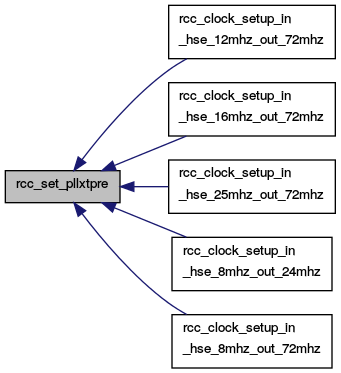 rcc_clock_setup_in
_hse_12mhz_out_72mhz
rcc_clock_setup_in
_hse_16mhz_out_72mhz
rcc_set_pllxtpre
rcc_clock_setup_in
_hse_25mhz_out_72mhz
rcc_clock_setup_in
_hse_8mhz_out_24mhz
rcc_clock_setup_in
_hse_8mhz_out_72mhz